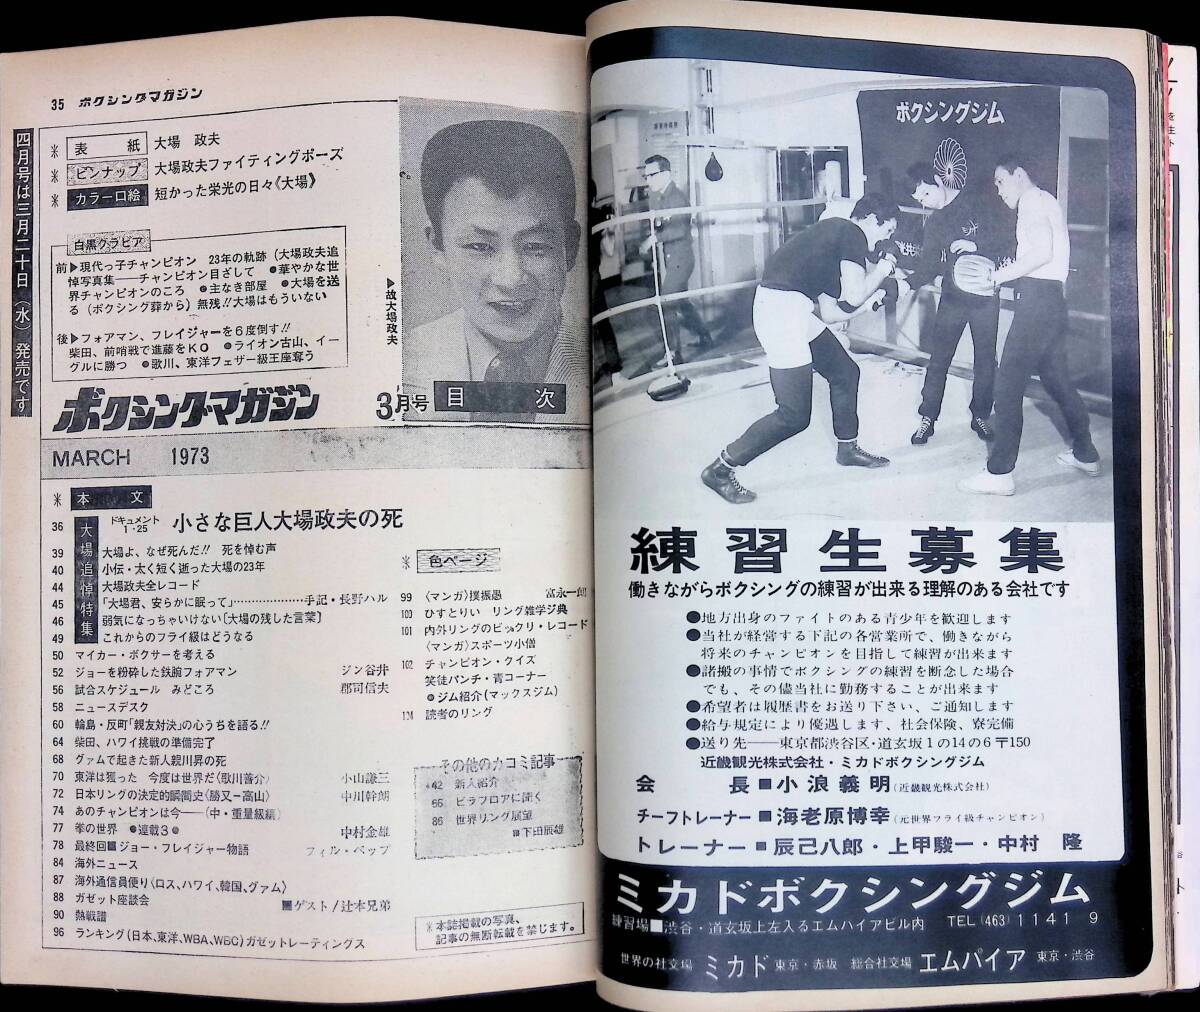 35 ボクシングマガジン
四月号は三月二十日(水)発売です
* 表紙 大場 政夫
* ピンナップ 大場政夫ファイティングポーズ
* カラー口絵 短かった栄光の日々《大場》
白黒グラビア
前▶現代っ子チャンピオン 23年の軌跡(大場政夫追
悼写真集——チャンピオン目ざして ●華やかな世
界チャンピオンのころ ●主なき部屋 ●大場を送
る(ボクシング葬から) 無残!!大場はもういない
後▶フォアマン、フレイジャーを6度倒す!!
柴田、前哨戦で進藤をKO ●ライオン古山、イー
グルに勝つ ●歌川、東洋フェザー級王座奪う
▶故大場政夫
ボクシング・マガジン 3月号 目次
MARCH 1973
* 本文
大場追悼特集
36 ドキュメント1・25 小さな巨人大場政夫の死
39 大場よ、なぜ死んだ!! 死を悼む声
40 小伝・太く短く逝った大場の23年
44 大場政夫全レコード
45 「大場君、安らかに眠って」………………手記・長野ハル
46 弱気になっちゃいけない[大場の残した言葉]
49 これからのフライ級はどうなる
50 マイカー・ボクサーを考える
52 ジョーを粉砕した鉄腕フォアマン ジン谷井
56 試合スケジュール みどころ 郡司信夫
58 ニュースデスク
60 輪島・反町「親友対決」の心うちを語る!!
64 柴田、ハワイ挑戦の準備完了
68 グァムで起きた新人親川昇の死
70 東洋は獲った 今度は世界だ〈歌川善介〉 小山謙三
72 日本リングの決定的瞬間史〈勝又ー高山〉 中川幹朗
74 あのチャンピオンは今——(中・重量級編)
77 拳の世界 ●連載3● 中村金雄
78 最終回■ジョー・フレイジャー物語 フィル・ペップ
84 海外ニュース
87 海外通信員便り〈ロス、ハワイ、韓国、グァム〉
88 ガゼット座談会 ■ゲスト/辻本兄弟
90 熱戦譜
96 ランキング(日本、東洋、WBA、WBC)ガゼットレーティングス
* 色ページ
99 〈マンガ〉撲振愚 富永一朗
100 ひすとりい リング雑学ジ典
101 内外リングのビックリ・レコード
〈マンガ〉スポーツ小僧
102 チャンピオン・クイズ
笑徒パンチ・青コーナー
●ジム紹介(マックスジム)
104 読者のリング
その他のカコミ記事
42 新人紹介
66 ビラフロアに聞く
86 世界リング展望
■下田辰雄
*本誌掲載の写真、
記事の無断転載を禁じます。
ボクシングジム
練習生募集
働きながらボクシングの練習が出来る理解のある会社です
●地方出身のファイトのある青少年を歓迎します
●当社が経営する下記の各営業所で、働きながら
将来のチャンピオンを目指して練習が出来ます
●諸搬の事情でボクシングの練習を断念した場合
でも、その儘当社に勤務することが出来ます
●希望者は履歴書をお送り下さい、ご通知します
●給与規定により優遇します、社会保険、寮完備
●送り先——東京都渋谷区・道玄坂1の14の6〒150
近畿観光株式会社・ミカドボクシングジム
会長■小浪義明(近畿観光株式会社)
チーフトレーナー■海老原博幸(元世界フライ級チャンピオン)
トレーナー■辰己八郎・上甲駿一・中村 隆
ミカドボクシングジム
練習場■渋谷・道玄坂上左入るエムパイアビル内 TEL(463)1141 9
世界の社交場 ミカド 東京・赤坂 総合社交場 エムパイア 東京・渋谷